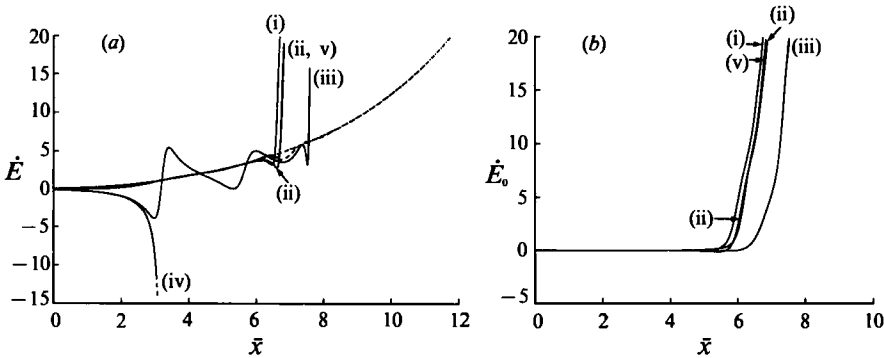 (a)
(i)
(ii, v)
(iii)
(ii)
(iv)
20
15
10
5
0
−5
−10
−15
Ė
0 2 4 6 8 10 12
x̄
(b)
(i)
(ii)
(v)
(iii)
(ii)
20
15
10
5
0
−5
Ė₀
0 2 4 6 8 10
x̄